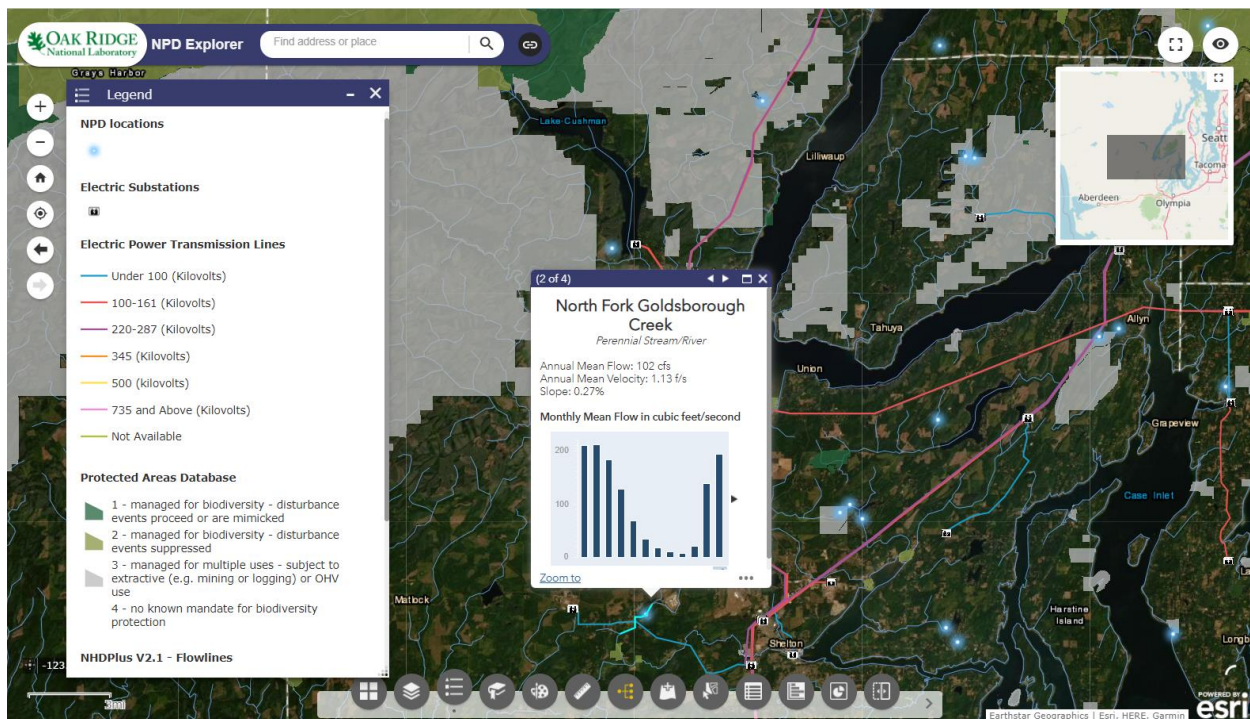 OAK RIDGE
National Laboratory
NPD Explorer
Find address or place
Grays Harbor
Legend
NPD locations
Electric Substations
Electric Power Transmission Lines
Under 100 (Kilovolts)
100-161 (Kilovolts)
220-287 (Kilovolts)
345 (Kilovolts)
500 (kilovolts)
735 and Above (Kilovolts)
Not Available
Protected Areas Database
1 - managed for biodiversity - disturbance
events proceed or are mimicked
2 - managed for biodiversity - disturbance
events suppressed
3 - managed for multiple uses - subject to
extractive (e.g. mining or logging) or OHV
use
4 - no known mandate for biodiversity
protection
NHDPlus V2.1 - Flowlines
-123
3mi
Lake Cushman
Lilliwaup
(2 of 4)
North Fork Goldsborough
Creek
Perennial Stream/River
Annual Mean Flow: 102 cfs
Annual Mean Velocity: 1.13 f/s
Slope: 0.27%
Monthly Mean Flow in cubic feet/second
200
100
0
Zoom to
Seatt
Tacoma
Aberdeen
Olympia
Tahuya
Union
Allyn
Grapeview
Case Inlet
Matlock
Shelton
Harstine
Island
Longb
POWERED BY
esri
Earthstar Geographics | Esri, HERE, Garmin